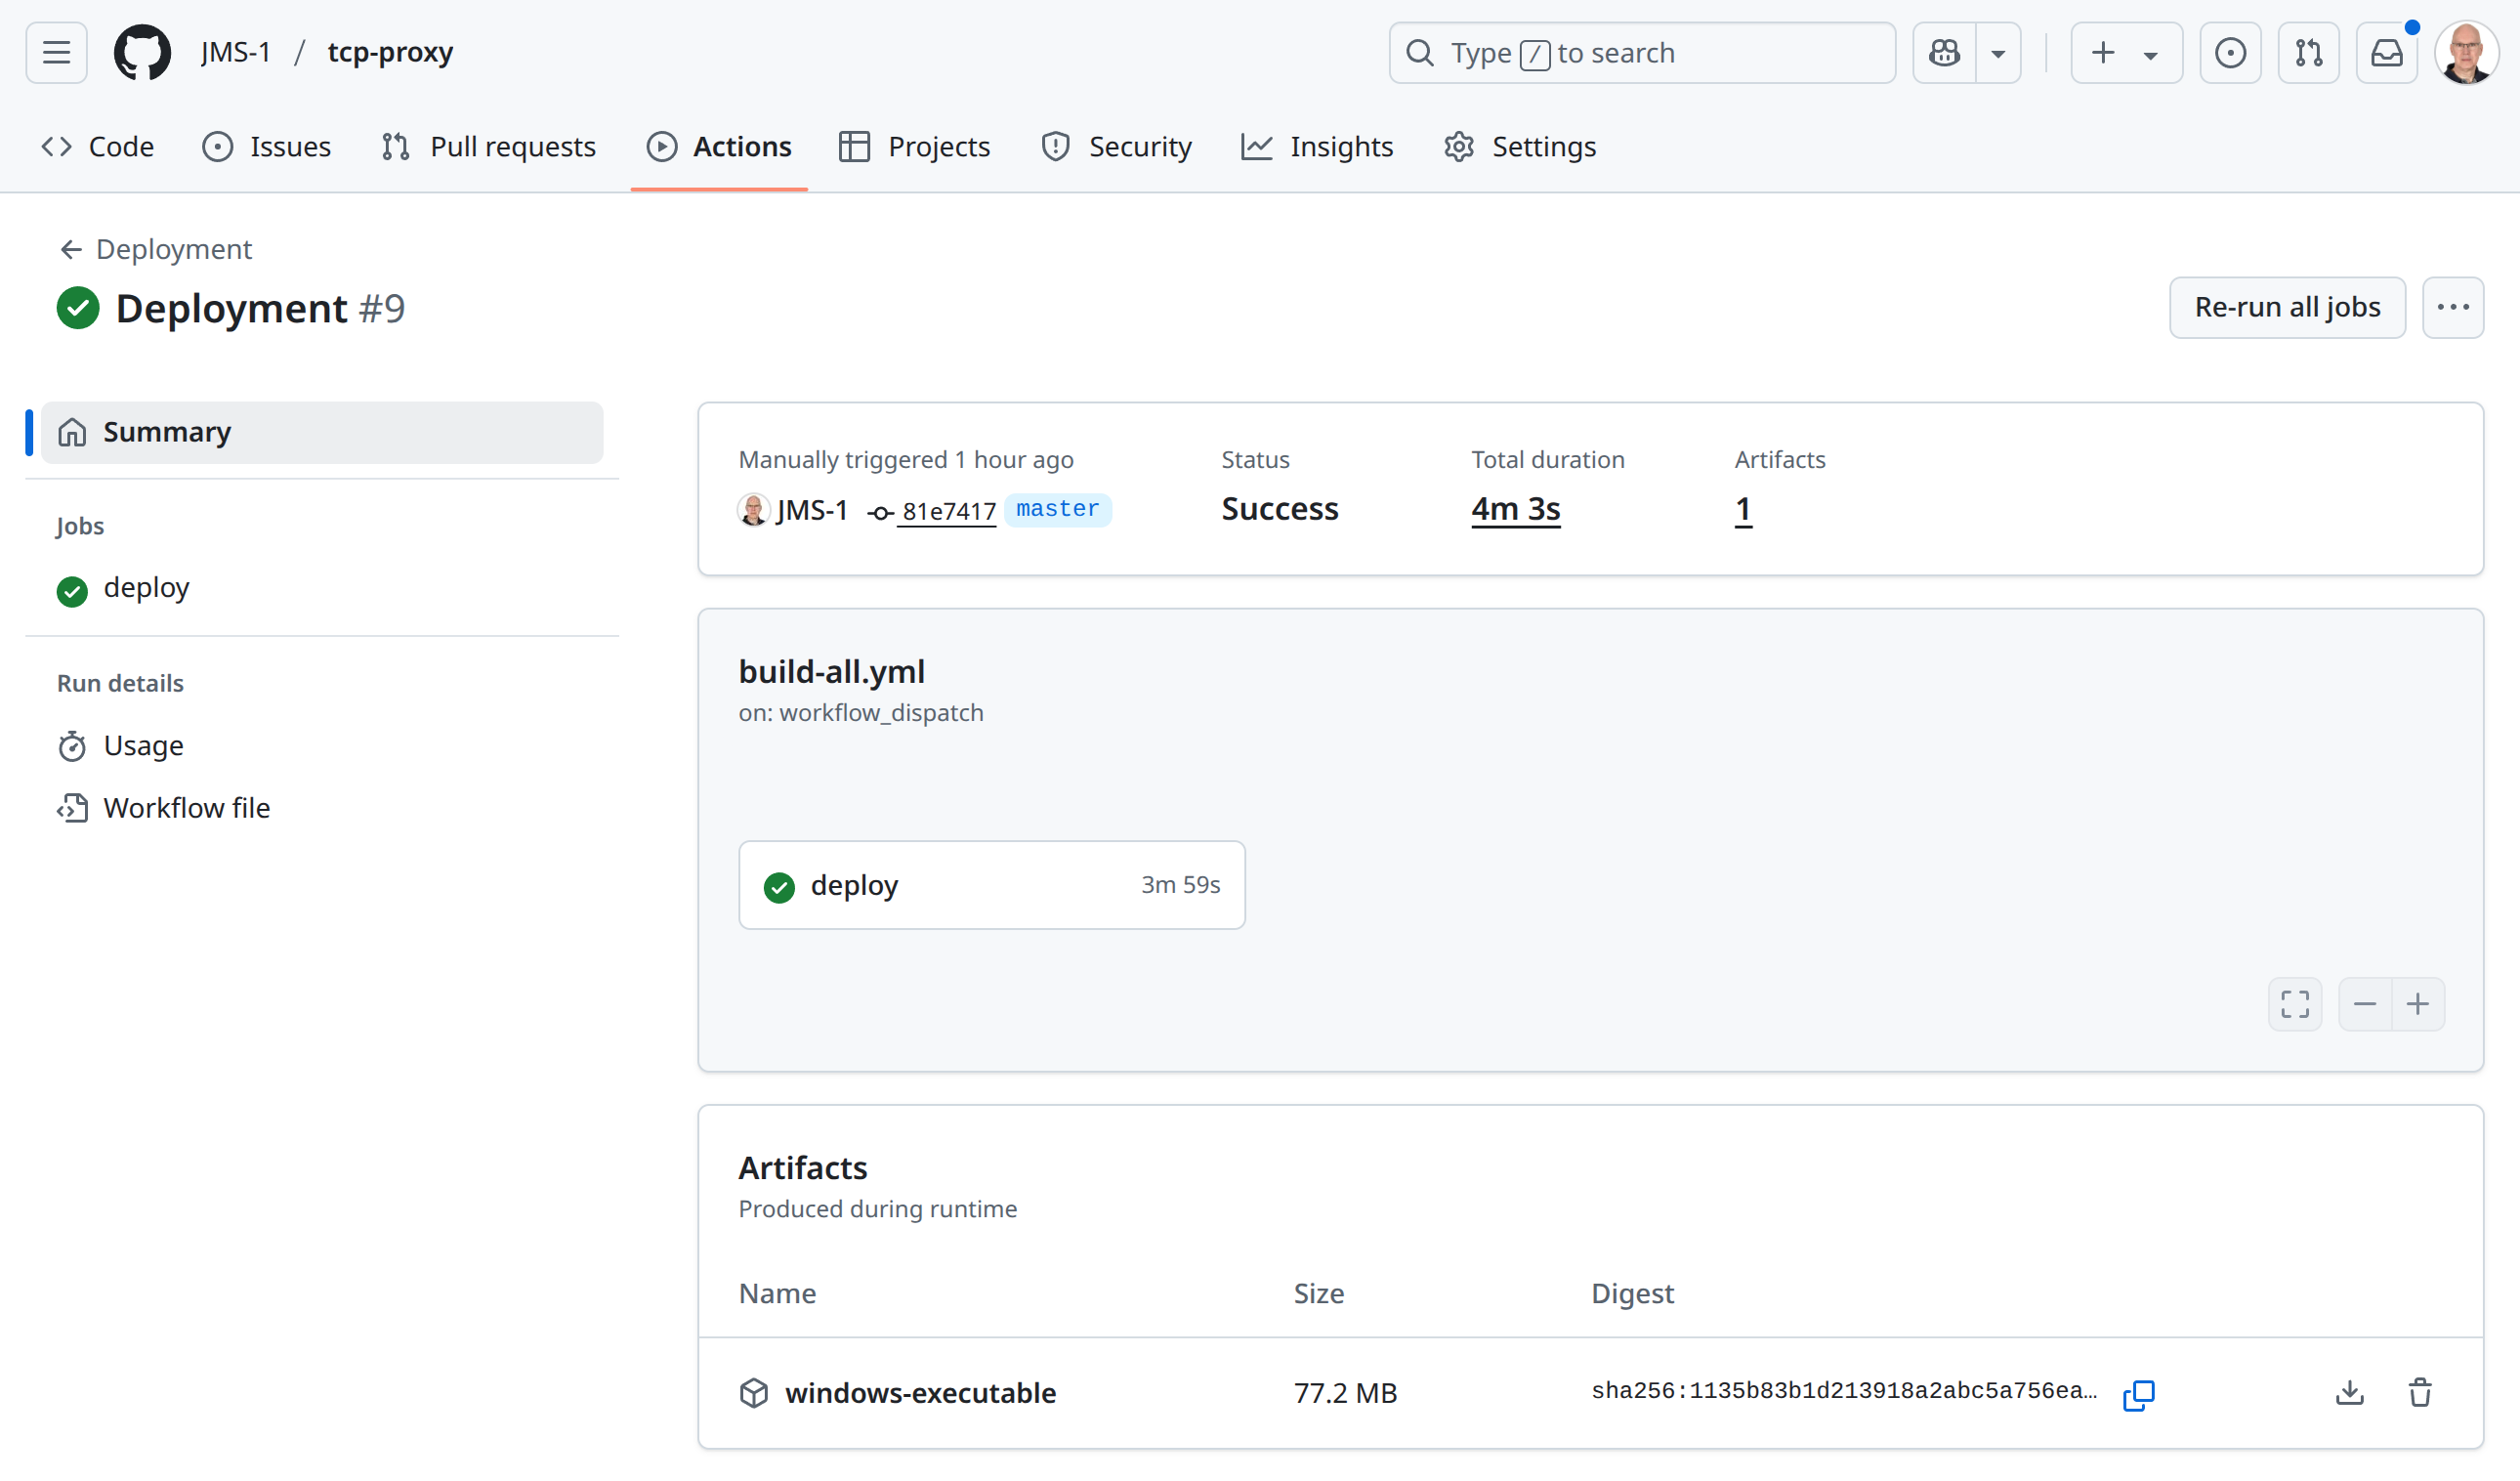 JMS-1 / tcp-proxy
Type / to search
Code Issues Pull requests Actions Projects Security Insights Settings
Deployment
Deployment #9
Re-run all jobs
Summary
Jobs
deploy
Run details
Usage
Workflow file
Manually triggered 1 hour ago Status Total duration Artifacts
JMS-1 81e7417 master Success 4m 3s 1
build-all.yml
on: workflow_dispatch
deploy 3m 59s
Artifacts
Produced during runtime
Name Size Digest
windows-executable 77.2 MB sha256:1135b83b1d213918a2abc5a756ea…